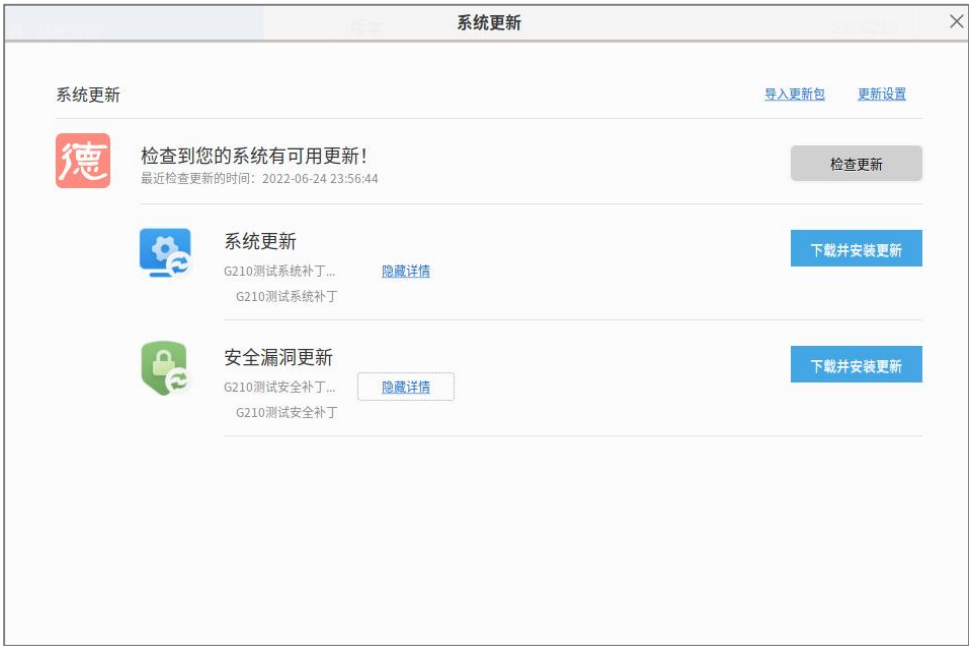 系统更新
系统更新 导入更新包 更新设置
德
检查到您的系统有可用更新！
检查更新
最近检查更新的时间：2022-06-24 23:56:44
系统更新
下载并安装更新
G210测试系统补丁... 隐藏详情
G210测试系统补丁
安全漏洞更新
下载并安装更新
G210测试安全补丁... 隐藏详情
G210测试安全补丁